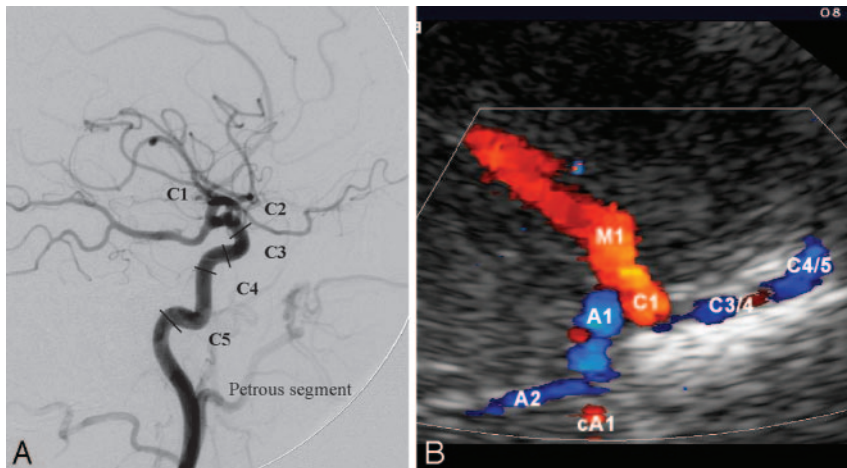 C1
C2
C3
C4
C5
Petrous segment
A
08
M1
C4/5
C1
C3/4
A1
A2
cA1
B